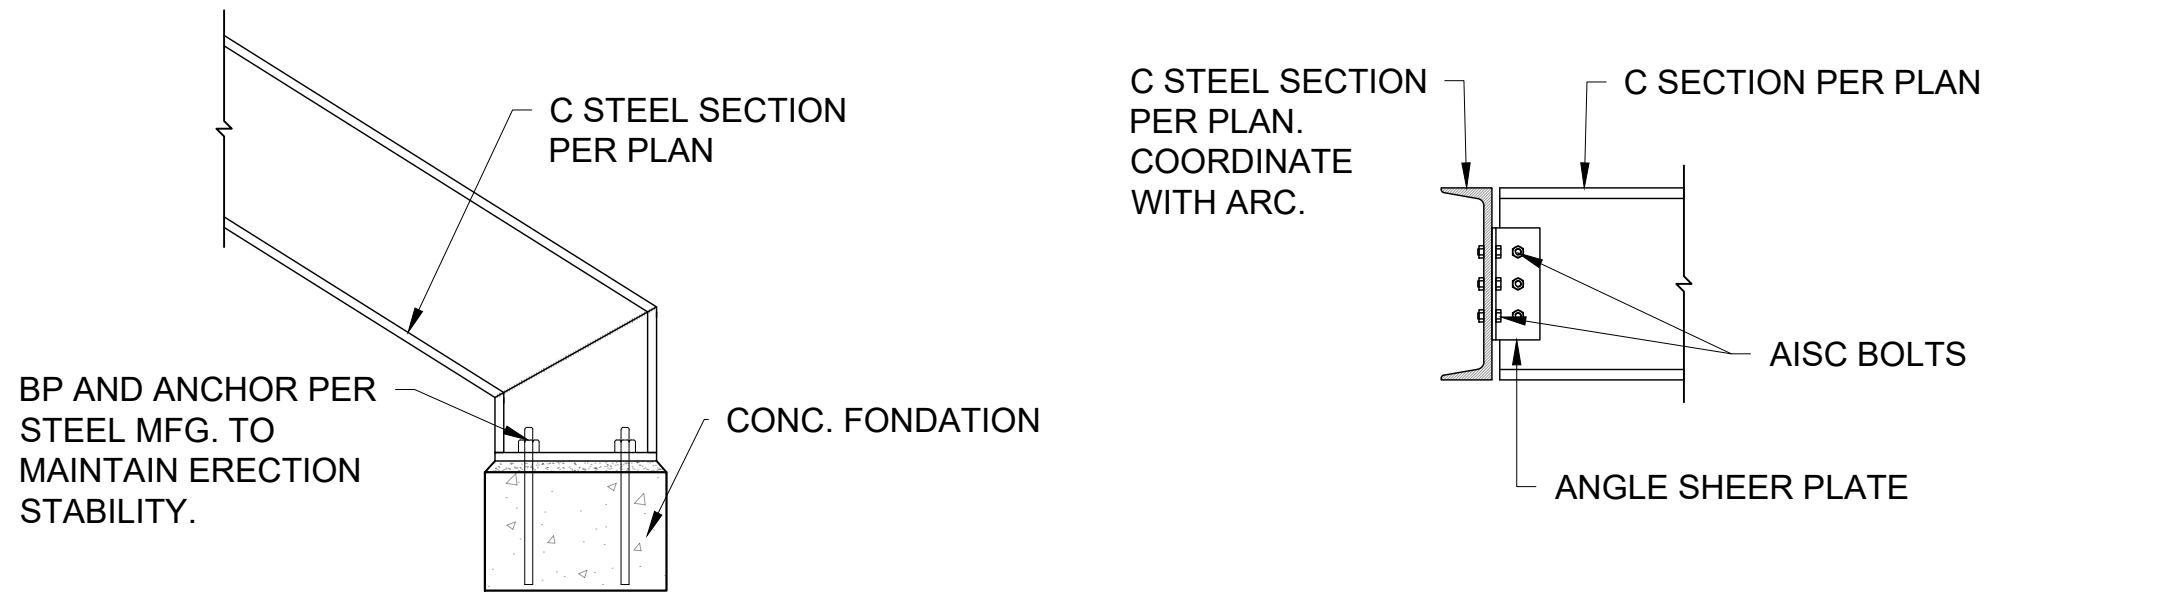 C STEEL SECTION
PER PLAN
BP AND ANCHOR PER
STEEL MFG. TO
MAINTAIN ERECTION
STABILITY.
CONC. FONDATION
C STEEL SECTION
PER PLAN.
COORDINATE
WITH ARC.
C SECTION PER PLAN
AISC BOLTS
ANGLE SHEER PLATE